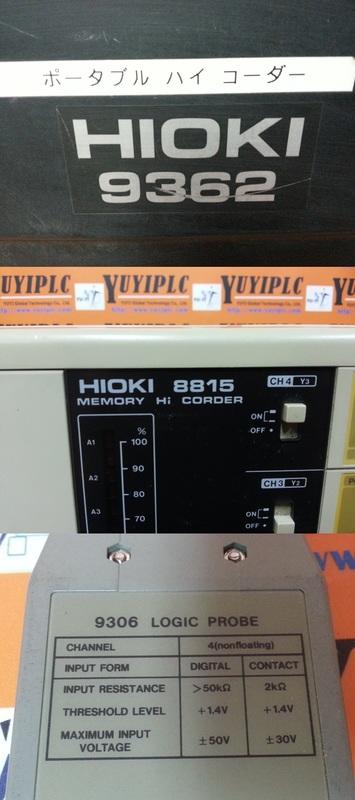 ポータブル ハイ コーダー
HIOKI
9362
YUYIPLC YUYIPLC YUYIPLC
HIOKI 8815
MEMORY Hi CORDER
CH4 Y3
ON
OFF
%
A1
100
90
A2
80
A3
70
CH3 Y2
ON
OFF
9306 LOGIC PROBE
CHANNEL 4(nonfloating)
INPUT FORM DIGITAL CONTACT
INPUT RESISTANCE >50kΩ 2kΩ
THRESHOLD LEVEL +1.4V +1.4V
MAXIMUM INPUT VOLTAGE ±50V ±30V